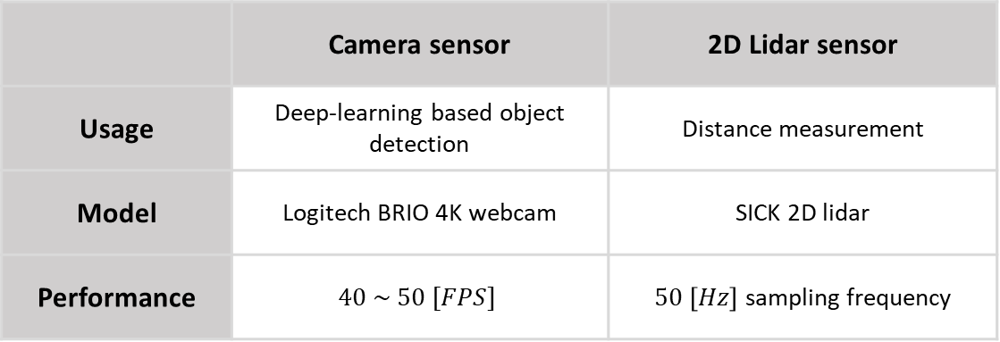 Camera sensor
2D Lidar sensor
Usage
Deep-learning based object
detection
Distance measurement
Model
Logitech BRIO 4K webcam
SICK 2D lidar
Performance
40 ~ 50 [FPS]
50 [Hz] sampling frequency